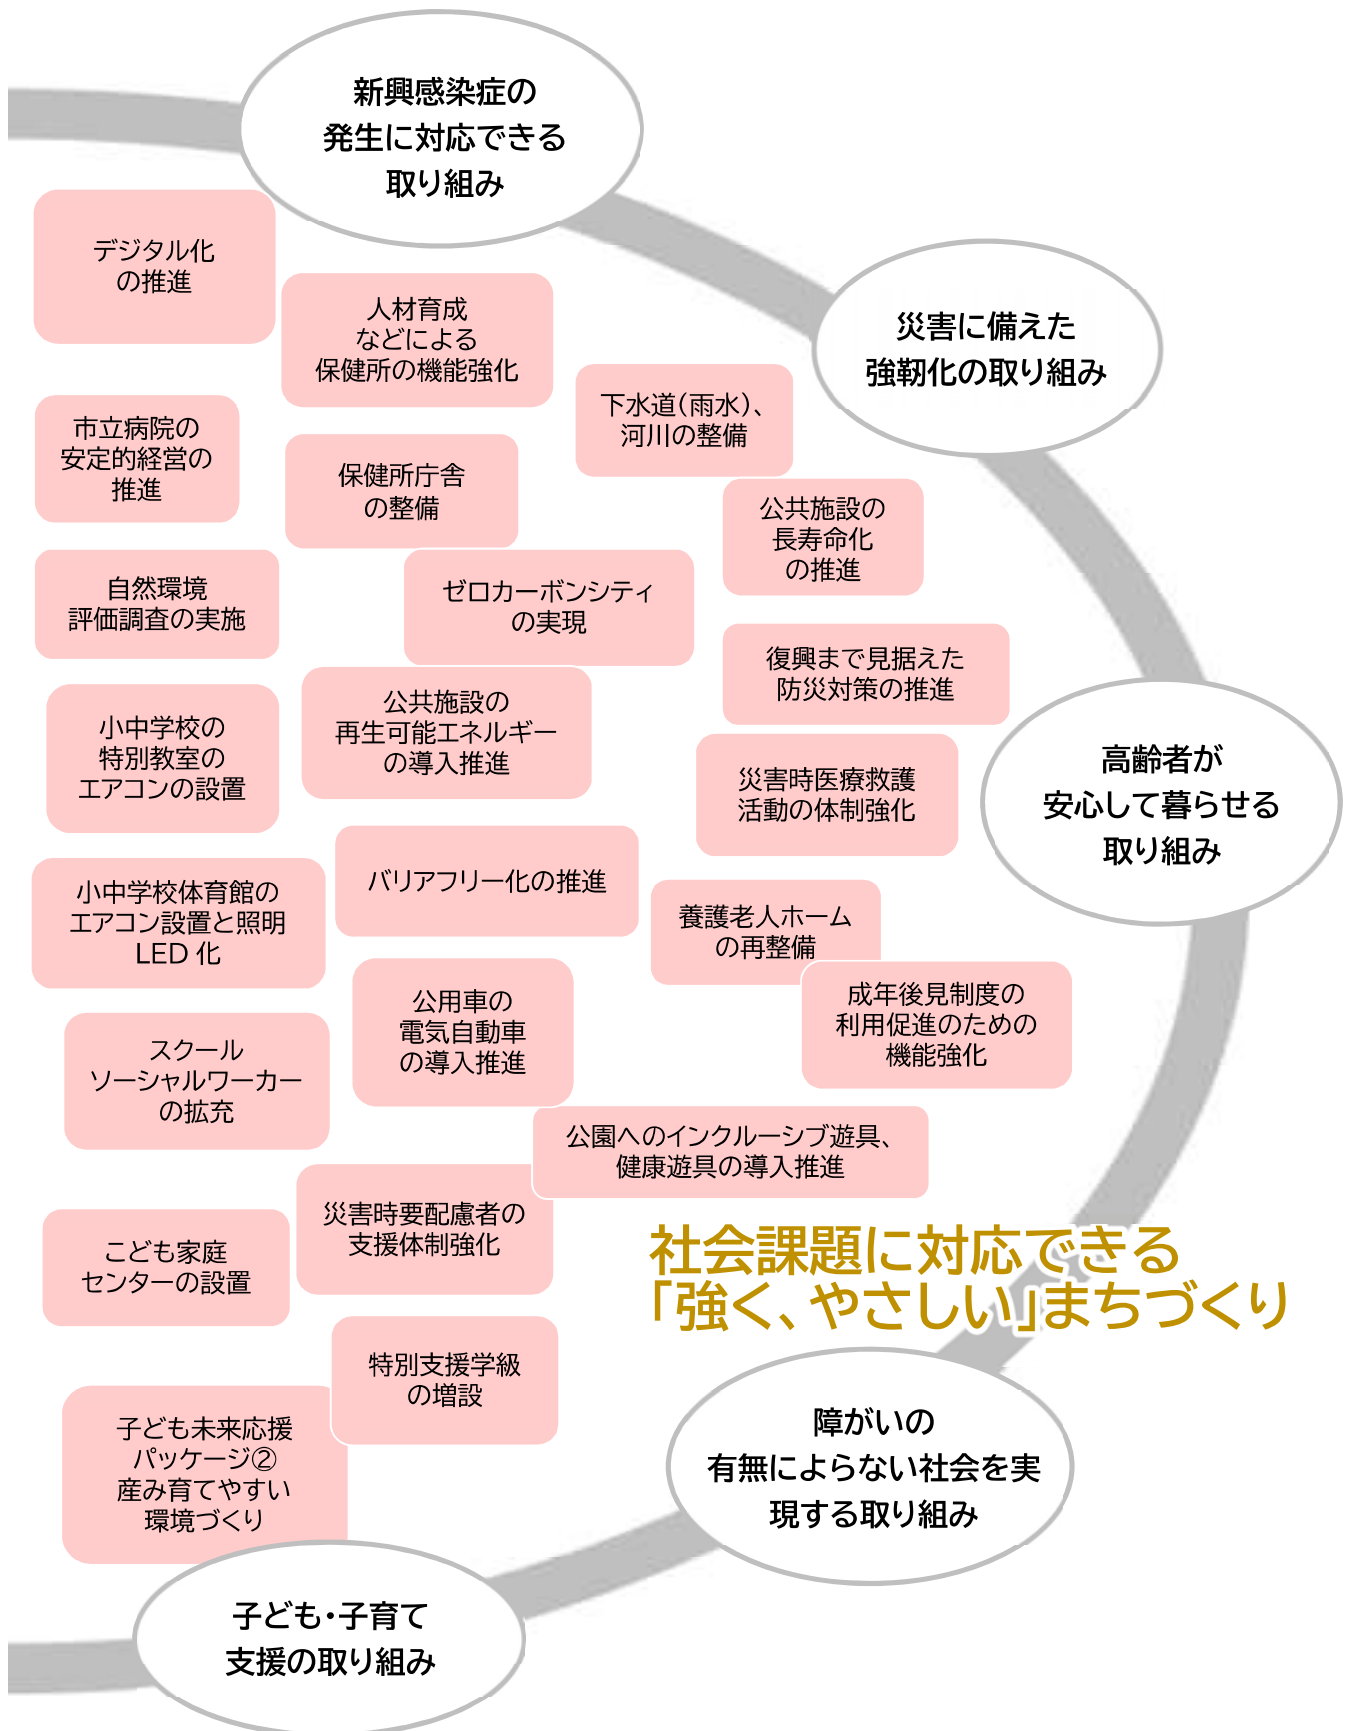 新興感染症の
発生に対応できる
取り組み
デジタル化
の推進
人材育成
などによる
保健所の機能強化
災害に備えた
強靭化の取り組み
下水道（雨水）、
河川の整備
市立病院の
安定的経営の
推進
保健所庁舎
の整備
公共施設の
長寿命化
の推進
自然環境
評価調査の実施
ゼロカーボンシティ
の実現
復興まで見据えた
防災対策の推進
小中学校の
特別教室の
エアコンの設置
公共施設の
再生可能エネルギー
の導入推進
災害時医療救護
活動の体制強化
高齢者が
安心して暮らせる
取り組み
小中学校体育館の
エアコン設置と照明
LED 化
バリアフリー化の推進
養護老人ホーム
の再整備
成年後見制度の
利用促進のための
機能強化
スクール
ソーシャルワーカー
の拡充
公用車の
電気自動車
の導入推進
公園へのインクルーシブ遊具、
健康遊具の導入推進
こども家庭
センターの設置
災害時要配慮者の
支援体制強化
社会課題に対応できる
「強く、やさしい」まちづくり
特別支援学級
の増設
子ども未来応援
パッケージ②
産み育てやすい
環境づくり
障がいの
有無によらない社会を実
現する取り組み
子ども・子育て
支援の取り組み